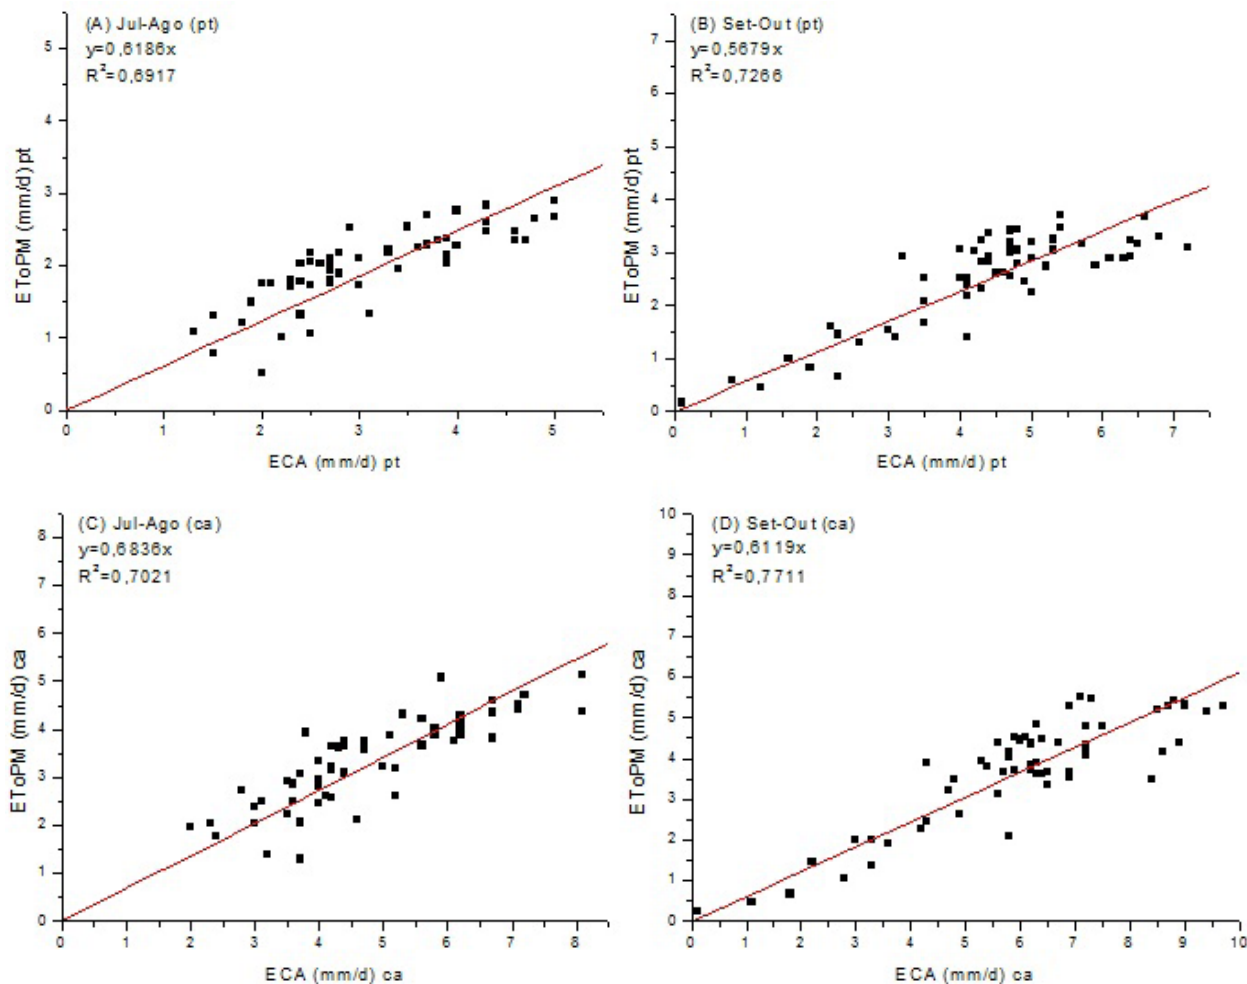 (A) Jul-Ago (pt)
y=0,6186x
R²=0,6917
5
4
3
2
1
0
EToPM (mm/d) pt
0 1 2 3 4 5
ECA (mm/d) pt
(B) Set-Out (pt)
y=0,5679x
R²=0,7266
7
6
5
4
3
2
1
0
EToPM (mm/d) pt
0 1 2 3 4 5 6 7
ECA (mm/d) pt
(C) Jul-Ago (ca)
y=0,6836x
R²=0,7021
8
7
6
5
4
3
2
1
0
EToPM (mm/d) ca
0 1 2 3 4 5 6 7 8
ECA (mm/d) ca
(D) Set-Out (ca)
y=0,6119x
R²=0,7711
10
9
8
7
6
5
4
3
2
1
0
EToPM (mm/d) ca
0 1 2 3 4 5 6 7 8 9 10
ECA (mm/d) ca